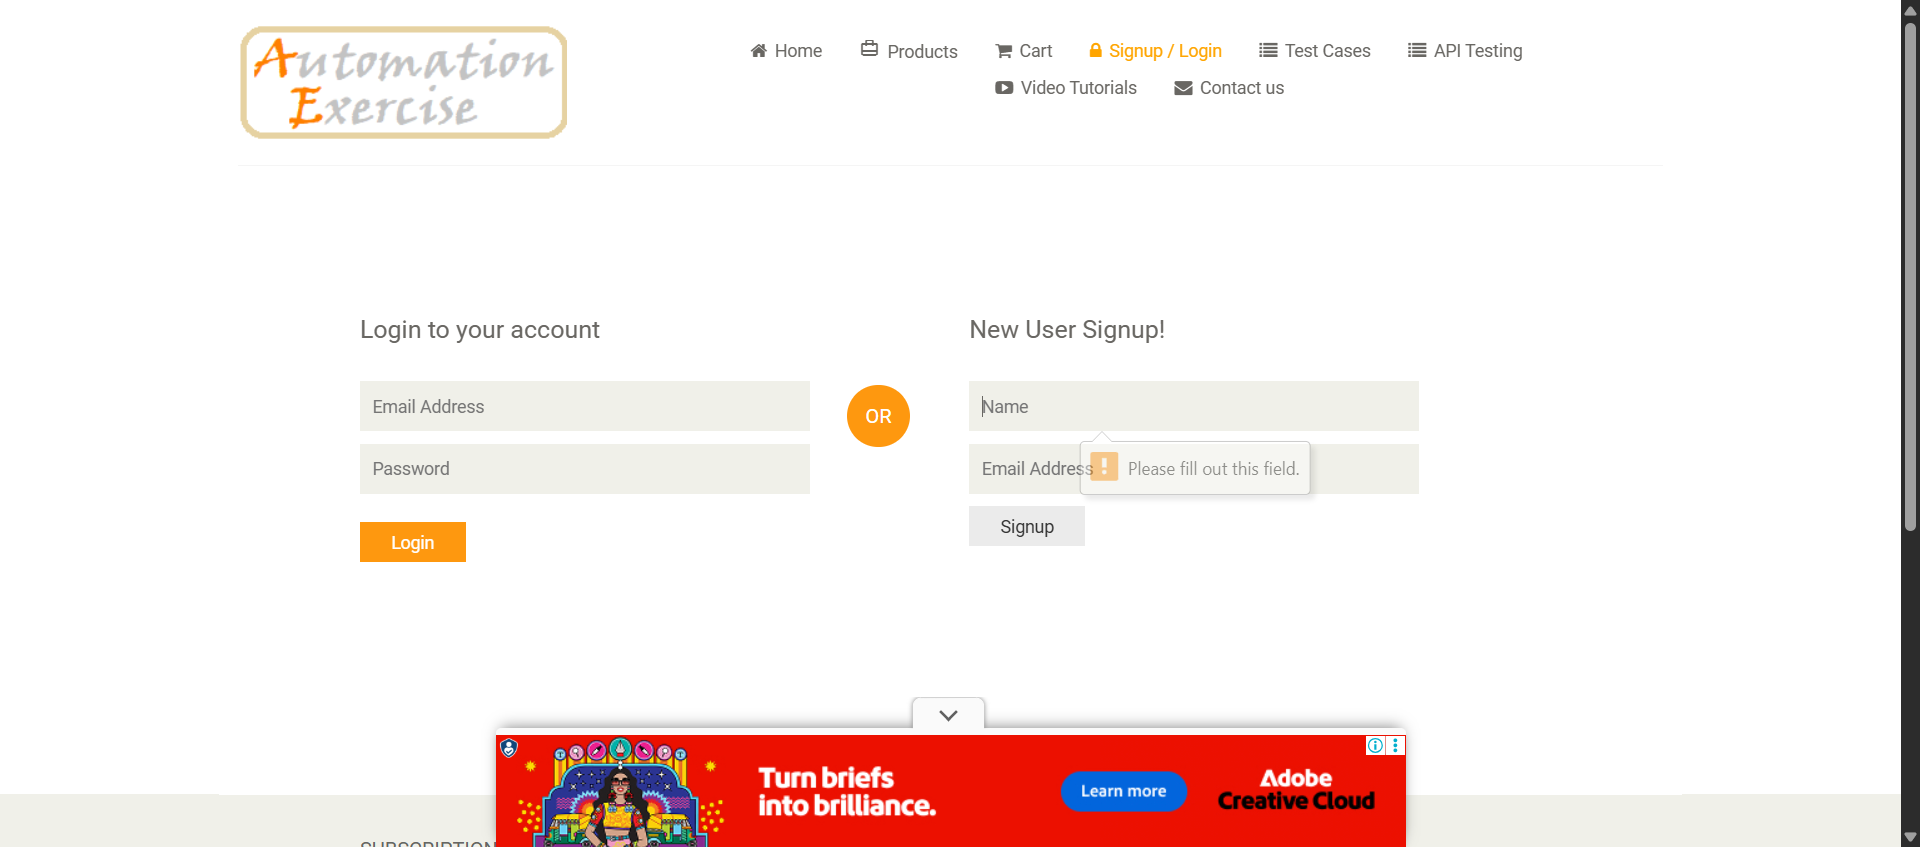 Automation
Exercise
Home
Products
Cart
Signup / Login
Test Cases
API Testing
Video Tutorials
Contact us
Login to your account
Email Address
Password
Login
OR
New User Signup!
Name
Email Address
Please fill out this field.
Signup
Turn briefs
into brilliance.
Learn more
Adobe
Creative Cloud
SUBSCRIPTION